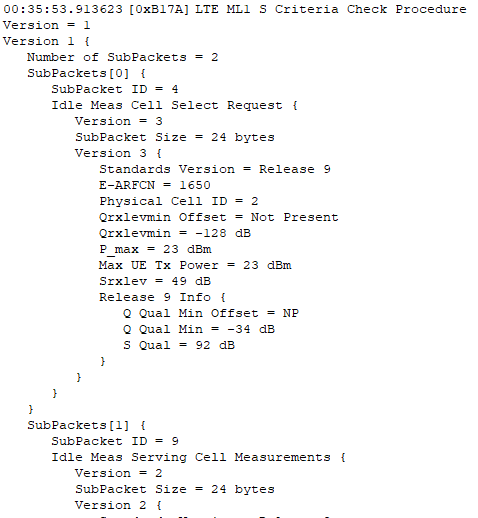 00:35:53.913623 [0xB17A] LTE ML1 S Criteria Check Procedure
Version = 1
Version 1 {
Number of SubPackets = 2
SubPackets[0] {
SubPacket ID = 4
Idle Meas Cell Select Request {
Version = 3
SubPacket Size = 24 bytes
Version 3 {
Standards Version = Release 9
E-ARFCN = 1650
Physical Cell ID = 2
Qrxlevmin Offset = Not Present
Qrxlevmin = -128 dB
P_max = 23 dBm
Max UE Tx Power = 23 dBm
Srxlev = 49 dB
Release 9 Info {
Q Qual Min Offset = NP
Q Qual Min = -34 dB
S Qual = 92 dB
}
}
}
}
SubPackets[1] {
SubPacket ID = 9
Idle Meas Serving Cell Measurements {
Version = 2
SubPacket Size = 24 bytes
Version 2 {